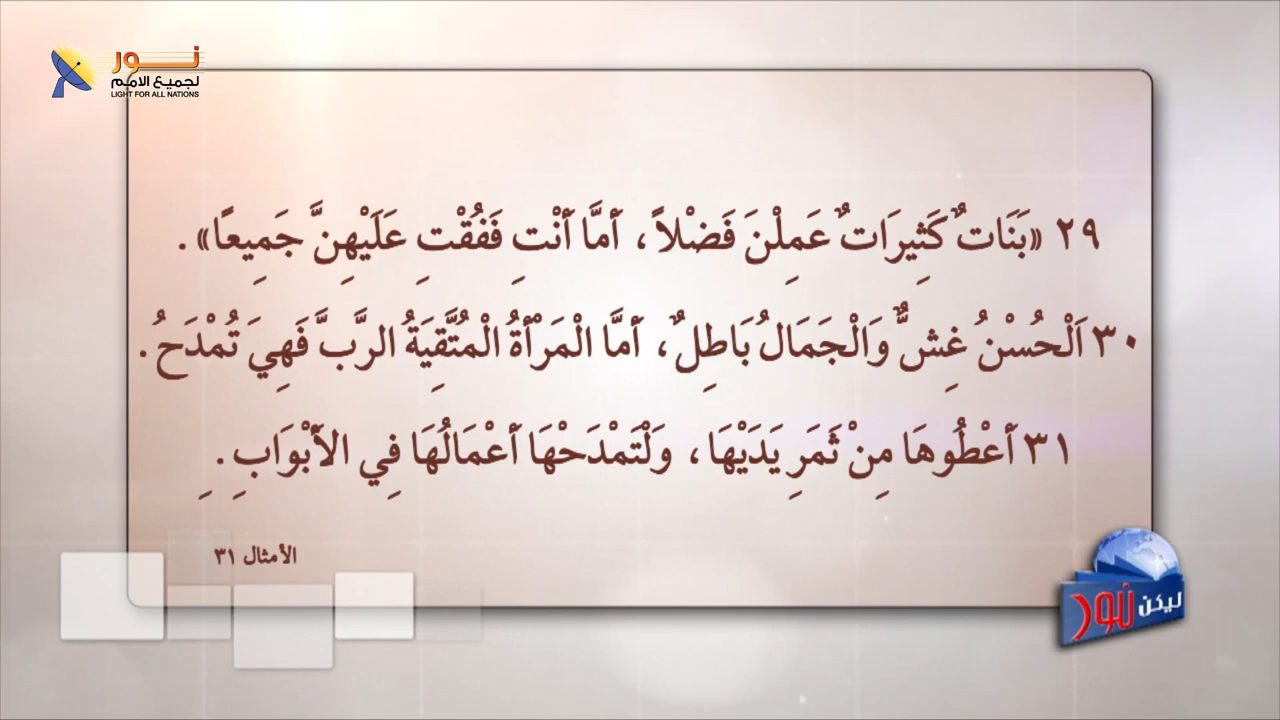 نور
لجميع الامم
LIGHT FOR ALL NATIONS
٢٩ «بَنَاتٌ كَثِيرَاتٌ عَمِلْنَ فَضْلاً، أَمَّا أَنْتِ فَفُقْتِ عَلَيْهِنَّ جَمِيعًا».
٣٠ اَلْحُسْنُ غِشٌّ وَالْجَمَالُ بَاطِلٌ، أَمَّا الْمَرْأَةُ الْمُتَّقِيَةُ الرَّبَّ فَهِيَ تُمْدَحُ.
٣١ أَعْطُوهَا مِنْ ثَمَرِ يَدَيْهَا، وَلْتَمْدَحْهَا أَعْمَالُهَا فِي الأَبْوَابِ.
الأمثال ٣١
ليكن نور